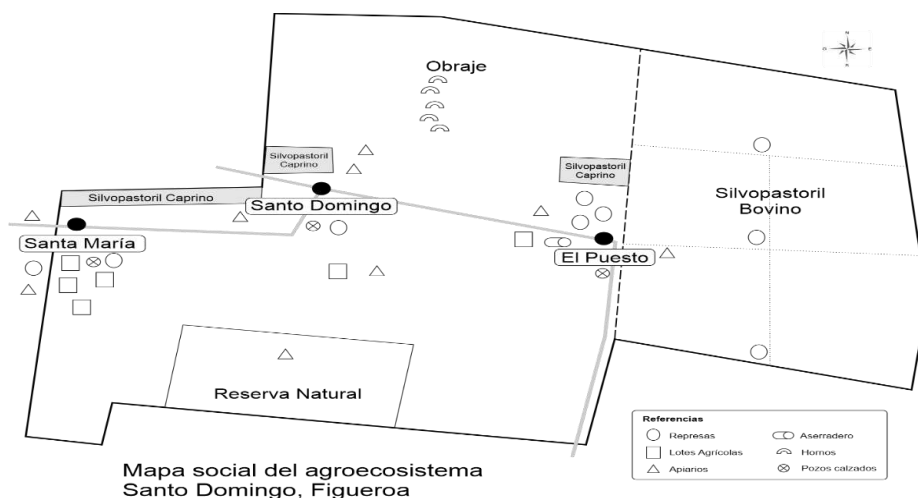 N
O
E
Obraje
Silvopastoril
Caprino
Silvopastoril
Caprino
Silvopastoril Caprino
Silvopastoril
Bovino
Santo Domingo
Santa María
El Puesto
Reserva Natural
Referencias
Represas
Aserradero
Lotes Agrícolas
Hornos
Apiarios
Pozos calzados
Mapa social del agroecosistema
Santo Domingo, Figueroa